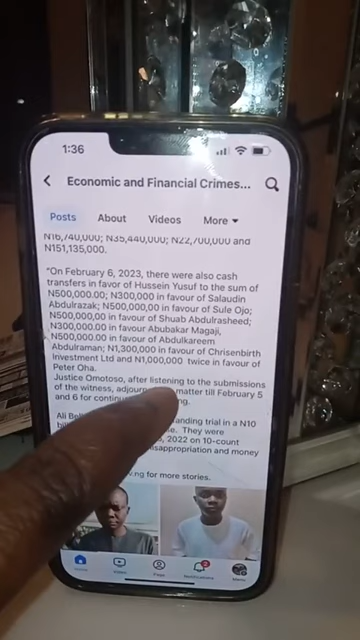 1:36
Economic and Financial Crimes...
Posts About Videos More
N16,740,000; N35,440,000; N22,700,000 and
N151,135,000.
"On February 6, 2023, there were also cash
transfers in favor of Hussein Yusuf to the sum of
N500,000.00; N300,000 in favour of Salaudin
Abdulrazak; N500,000,00 in favour of Sule Ojo;
N500,000,00 in favour of Shuab Abdulrasheed;
N300,000.00 in favour of Abubakar Magaji,
N500.000.00 in favour of Abdulkareem
Abdulraman; N1,300,000 in favour of Chrisenbirth
Investment Ltd and N1,000,000 twice in favour of
Peter Oha.
Justice Omotoso, after listening to the submissions
of the witness, matter till February 5
and 6 for
Ali trial in a N10
They were
, 2022 on 10-count
and money
for more stories.
Home Video Page Notifications Menu
2